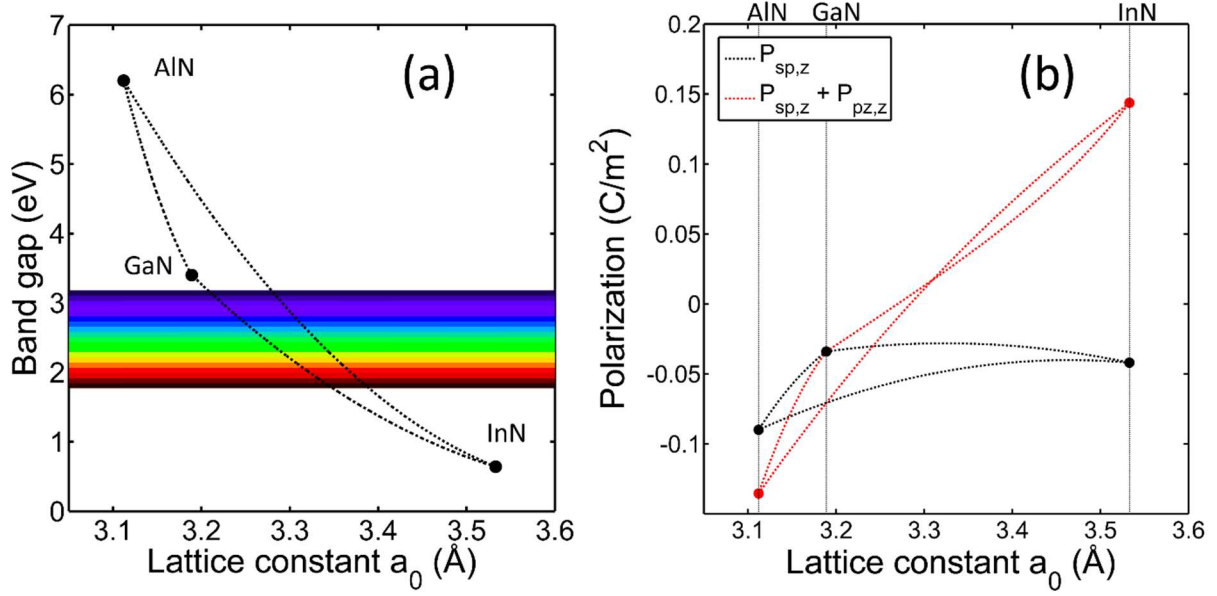 (a)
Band gap (eV)
7
6
5
4
3
2
1
0
AlN
GaN
InN
3.1
3.2
3.3
3.4
3.5
3.6
Lattice constant a0 (Å)
AlN
GaN
InN
(b)
Psp,z
Psp,z + Ppz,z
Polarization (C/m2)
0.2
0.15
0.1
0.05
0
-0.05
-0.1
3.1
3.2
3.3
3.4
3.5
3.6
Lattice constant a0 (Å)